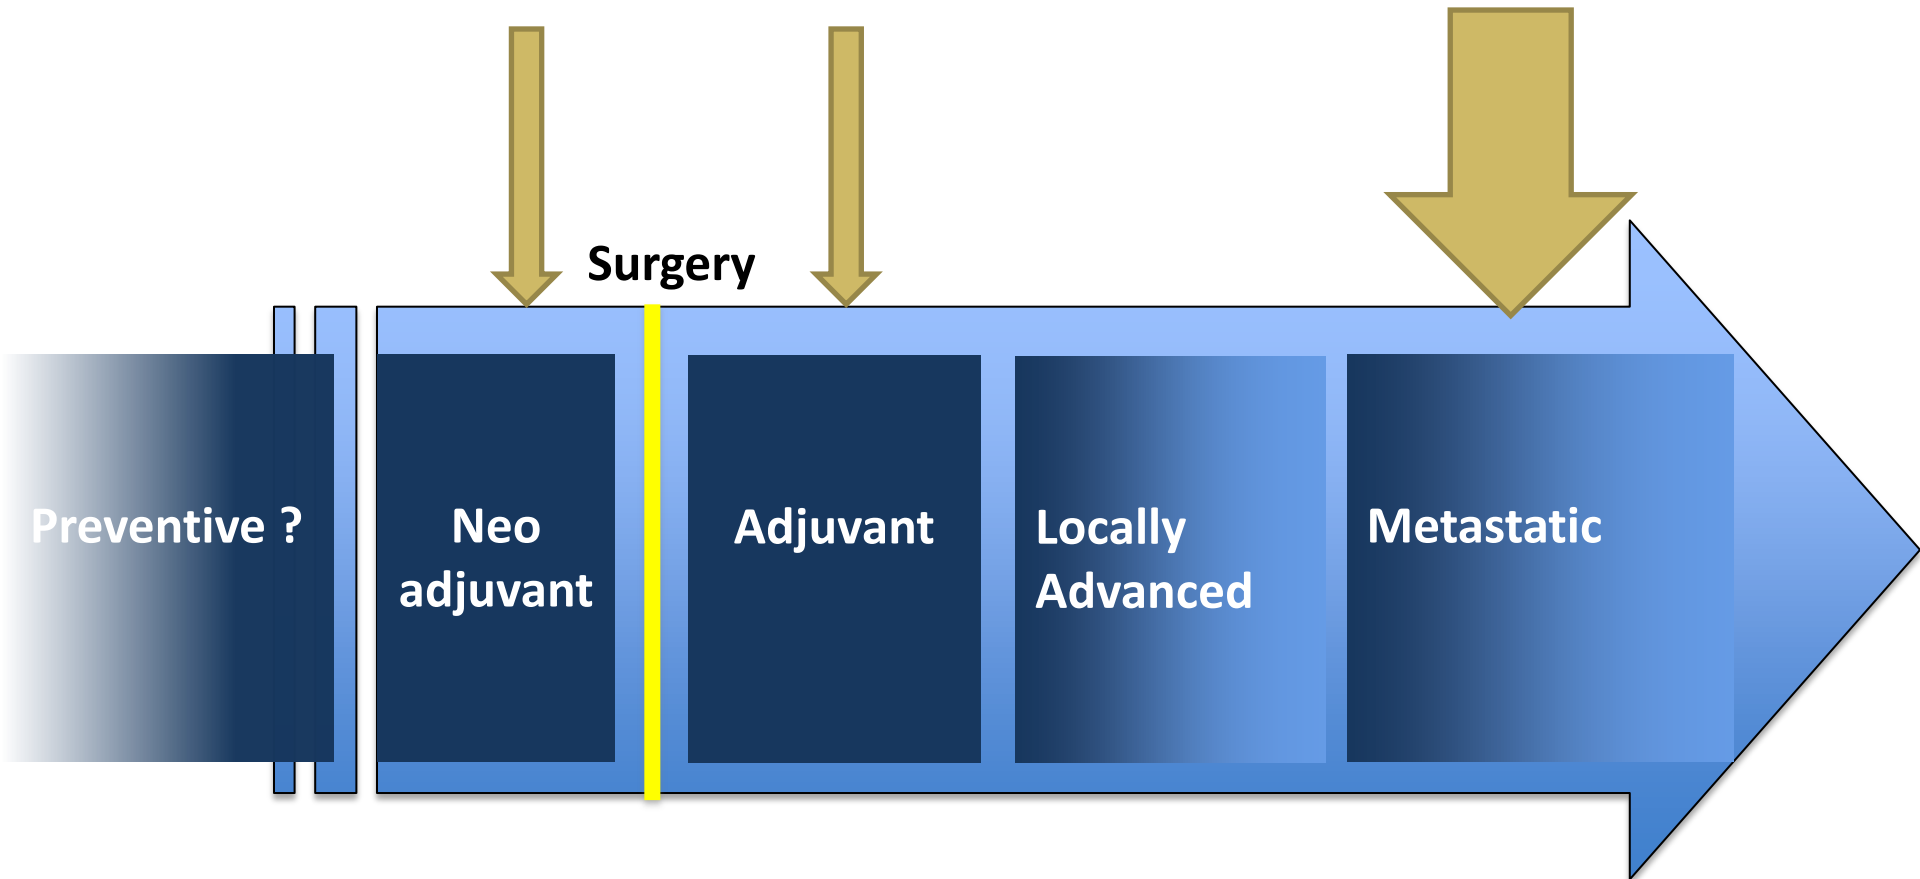 Surgery
Preventive ?
Neo
adjuvant
Adjuvant
Locally
Advanced
Metastatic